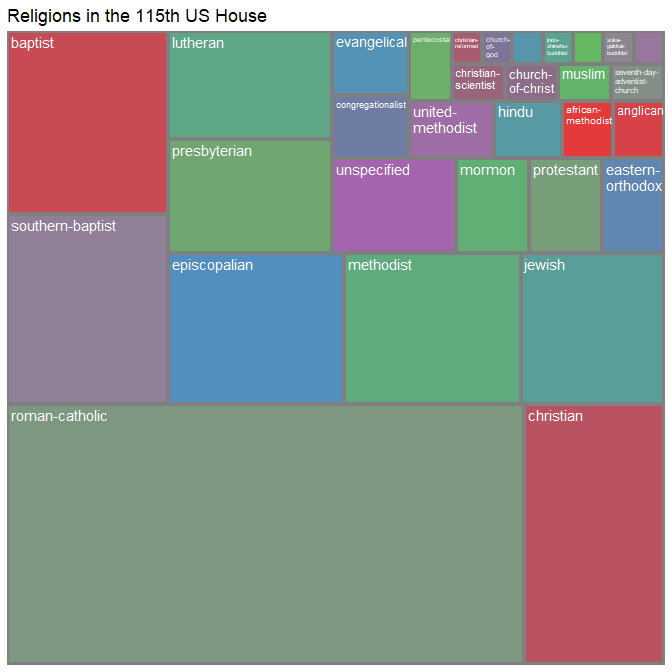 Religions in the 115th US House
baptist
lutheran
evangelical
pentecostal
christian-
reformed
church-
of-
god
jodo-
shinshu-
buddhist
soka-
gakkai-
buddhist
christian-
scientist
church-
of-christ
muslim
seventh-day-
adventist-
church
congregationalist
united-
methodist
hindu
african-
methodist
anglican
presbyterian
unspecified
mormon
protestant
eastern-
orthodox
southern-baptist
episcopalian
methodist
jewish
roman-catholic
christian